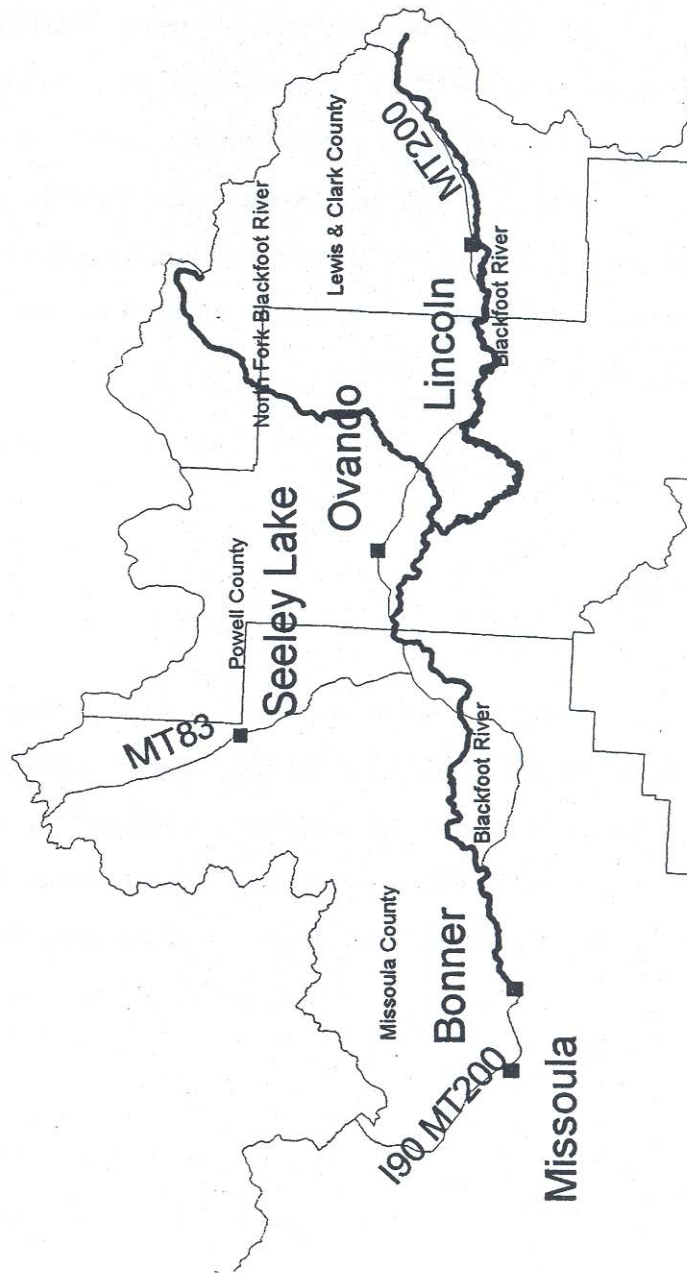 MT83
Powell County
Seeley Lake
North Fork Blackfoot River
Lewis & Clark County
MT200
Ovando
Lincoln
Blackfoot River
Missoula County
Bonner
Blackfoot River
I90 MT200
Missoula